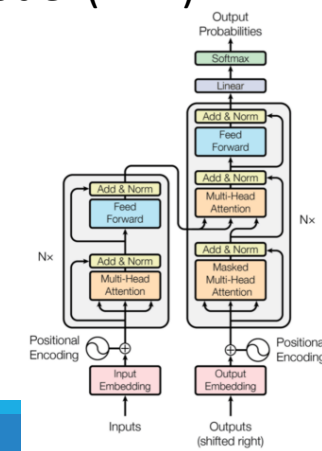 Output
Probabilities
Softmax
Linear
Add & Norm
Feed
Forward
Add & Norm
Multi-Head
Attention
Add & Norm
Masked
Multi-Head
Attention
Nx
Positional
Encoding
Output
Embedding
Outputs
(shifted right)
Add & Norm
Feed
Forward
Add & Norm
Multi-Head
Attention
Nx
Positional
Encoding
Input
Embedding
Inputs